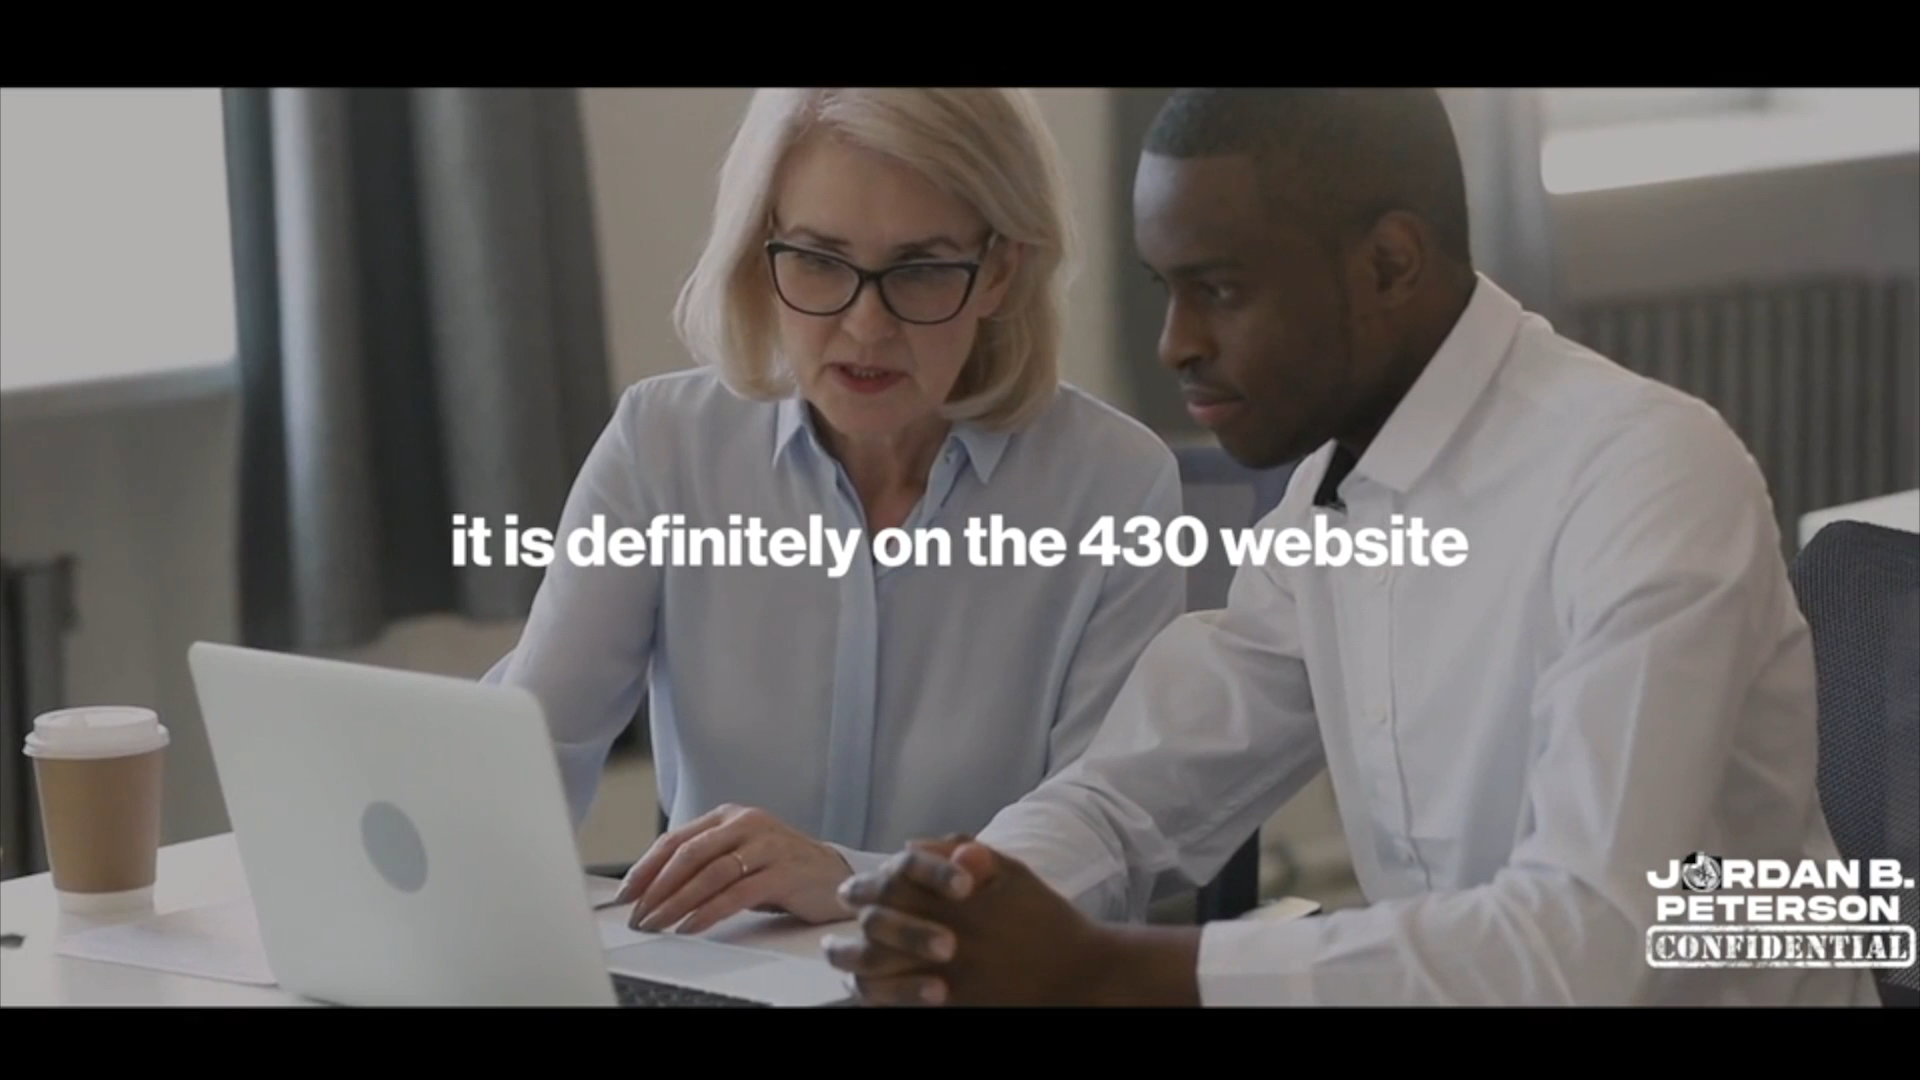 it is definitely on the 430 website
JORDAN B.
PETERSON
CONFIDENTIAL